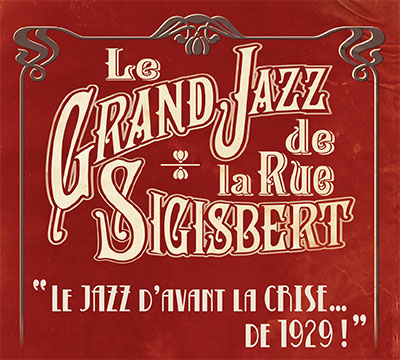 Le
GRAND JAZZ
de
la RUE
SIGISBERT
“LE JAZZ D’AVANT LA CRISE...
DE 1929 !”